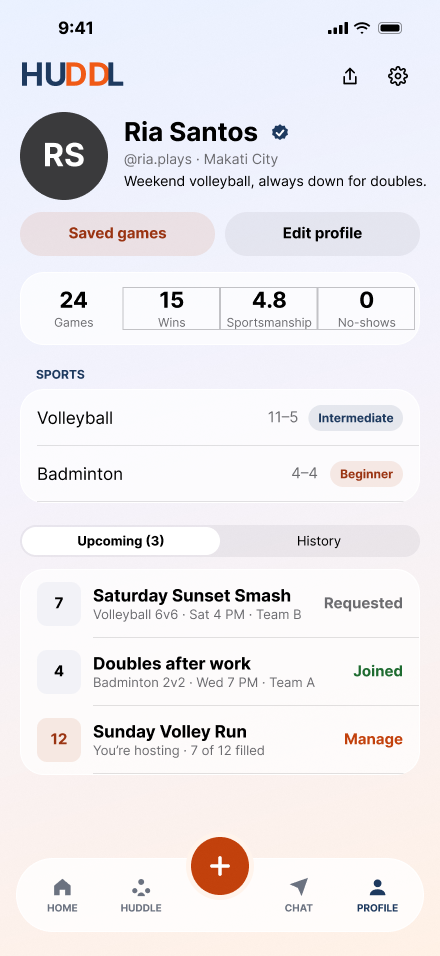 9:41
HUDDL
RS
Ria Santos
@ria.plays · Makati City
Weekend volleyball, always down for doubles.
Saved games
Edit profile
24
Games
15
Wins
4.8
Sportsmanship
0
No-shows
SPORTS
Volleyball
11–5
Intermediate
Badminton
4–4
Beginner
Upcoming (3)
History
7
Saturday Sunset Smash
Volleyball 6v6 · Sat 4 PM · Team B
Requested
4
Doubles after work
Badminton 2v2 · Wed 7 PM · Team A
Joined
12
Sunday Volley Run
You’re hosting · 7 of 12 filled
Manage
HOME
HUDDLE
CHAT
PROFILE